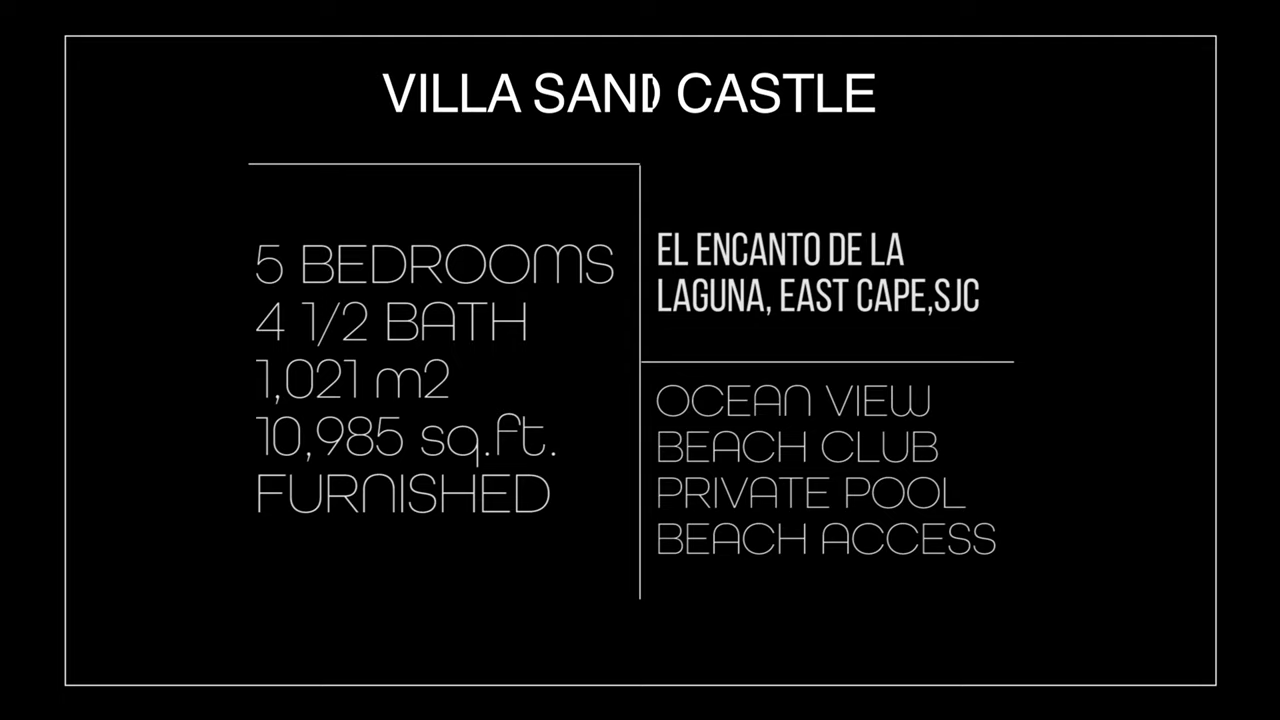 VILLA SAND CASTLE
5 BEDROOMS
4 1/2 BATH
1,021 m2
10,985 sq.ft.
FURNISHED
EL ENCANTO DE LA
LAGUNA, EAST CAPE,SJC
OCEAN VIEW
BEACH CLUB
PRIVATE POOL
BEACH ACCESS